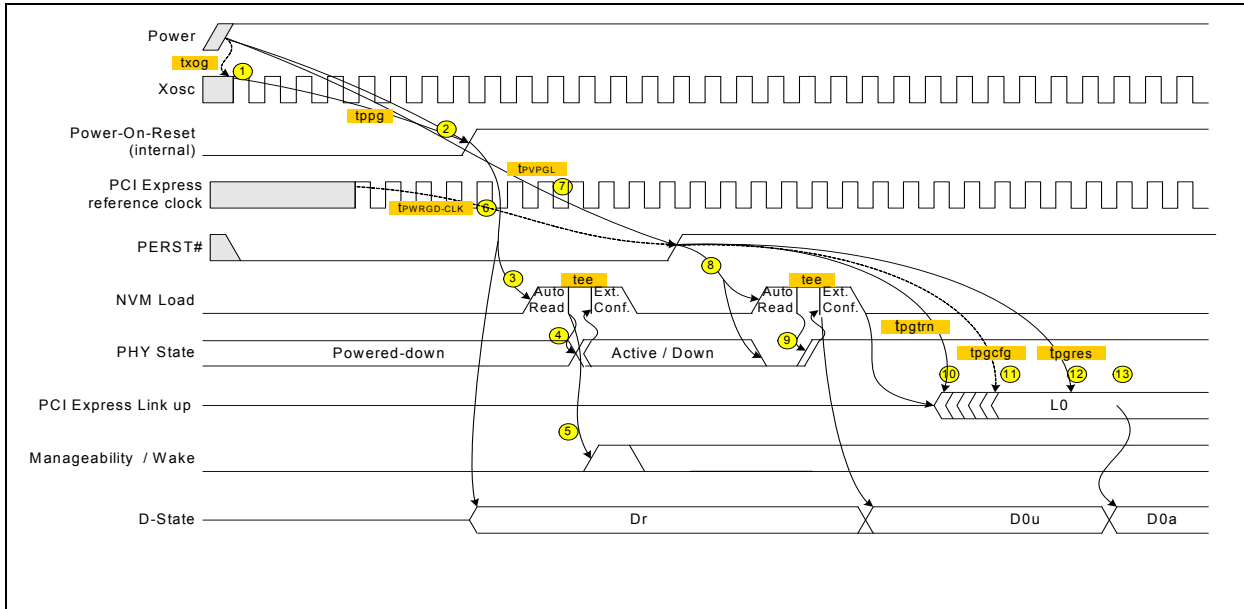 Power
txog
1
Xosc
tppg
2
Power-On-Reset
(internal)
tPVPGL
7
PCI Express
reference clock
tPWRGD-CLK
6
PERST#
8
3
tee
tee
NVM Load
Auto
Read
Ext.
Conf.
Auto
Read
Ext.
Conf.
tpgtrn
4
9
PHY State
Powered-down
Active / Down
tpgcfg
tpgres
10
11
12
13
PCI Express Link up
L0
5
Manageability / Wake
D-State
Dr
D0u
D0a